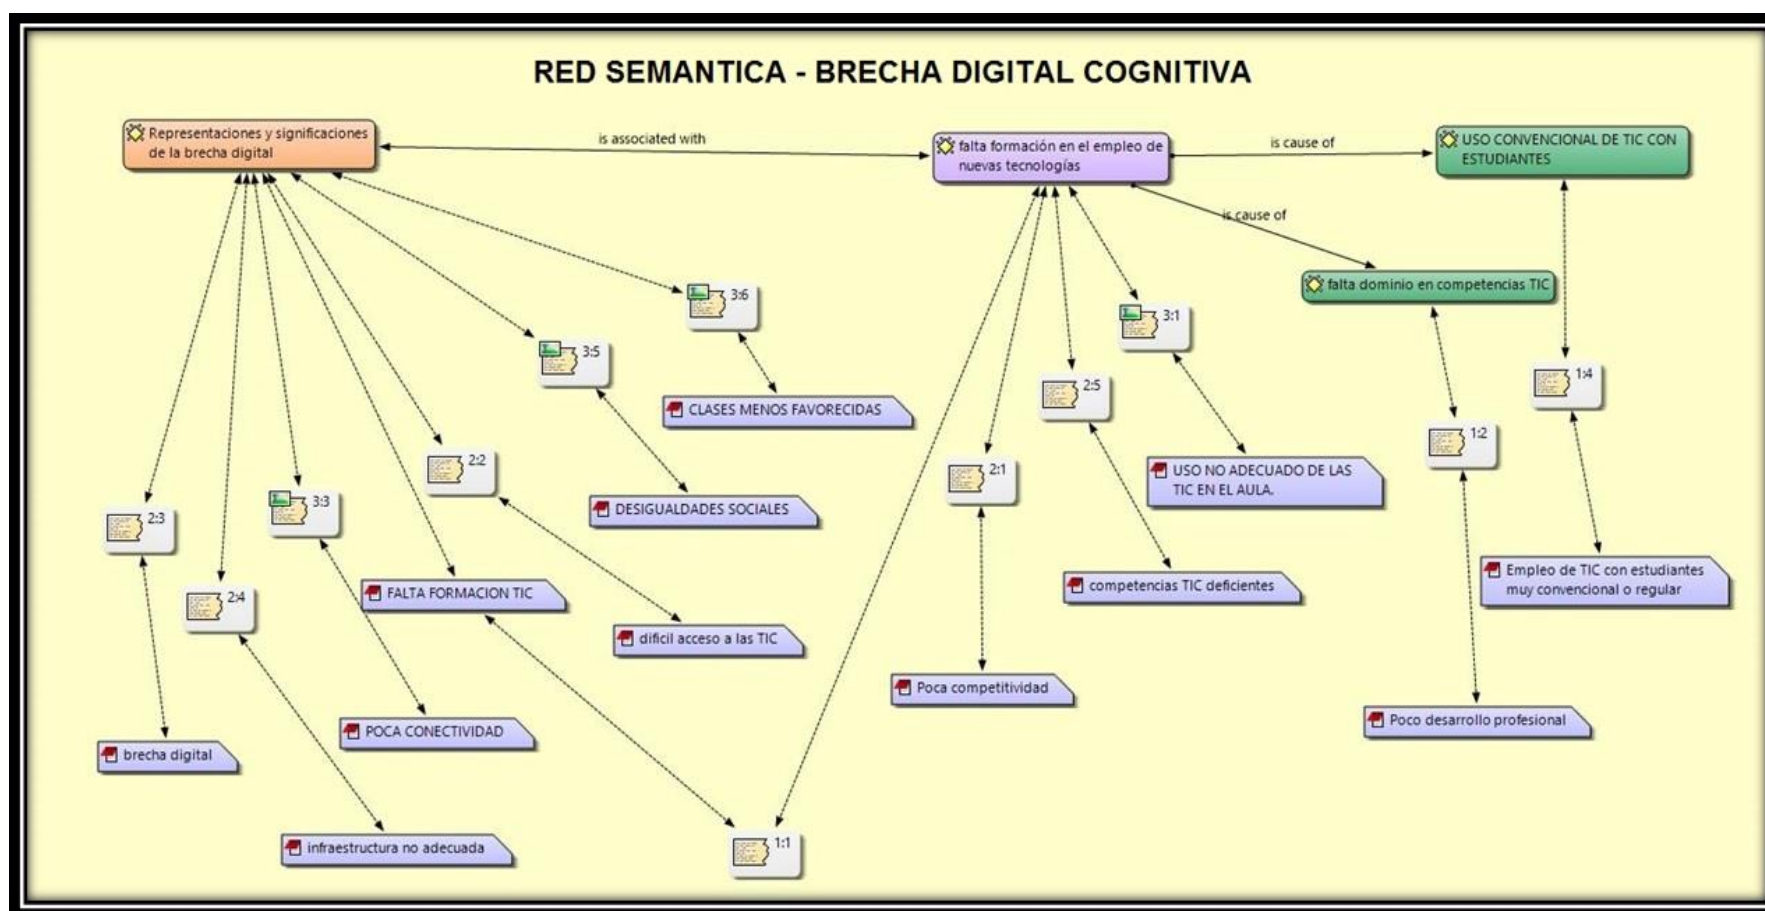 RED SEMANTICA - BRECHA DIGITAL COGNITIVA
Representaciones y significaciones
de la brecha digital
is associated with
falta formación en el empleo de
nuevas tecnologías
is cause of
USO CONVENCIONAL DE TIC CON
ESTUDIANTES
is cause of
falta dominio en competencias TIC
3:6
3:1
3:5
1:4
2:5
CLASES MENOS FAVORECIDAS
1:2
2:2
2:1
USO NO ADECUADO DE LAS
TIC EN EL AULA.
3:3
2:3
DESIGUALDADES SOCIALES
Empleo de TIC con estudiantes
muy convencional o regular
competencias TIC deficientes
2:4
FALTA FORMACION TIC
dificil acceso a las TIC
Poca competitividad
Poco desarrollo profesional
POCA CONECTIVIDAD
brecha digital
infraestructura no adecuada
1:1